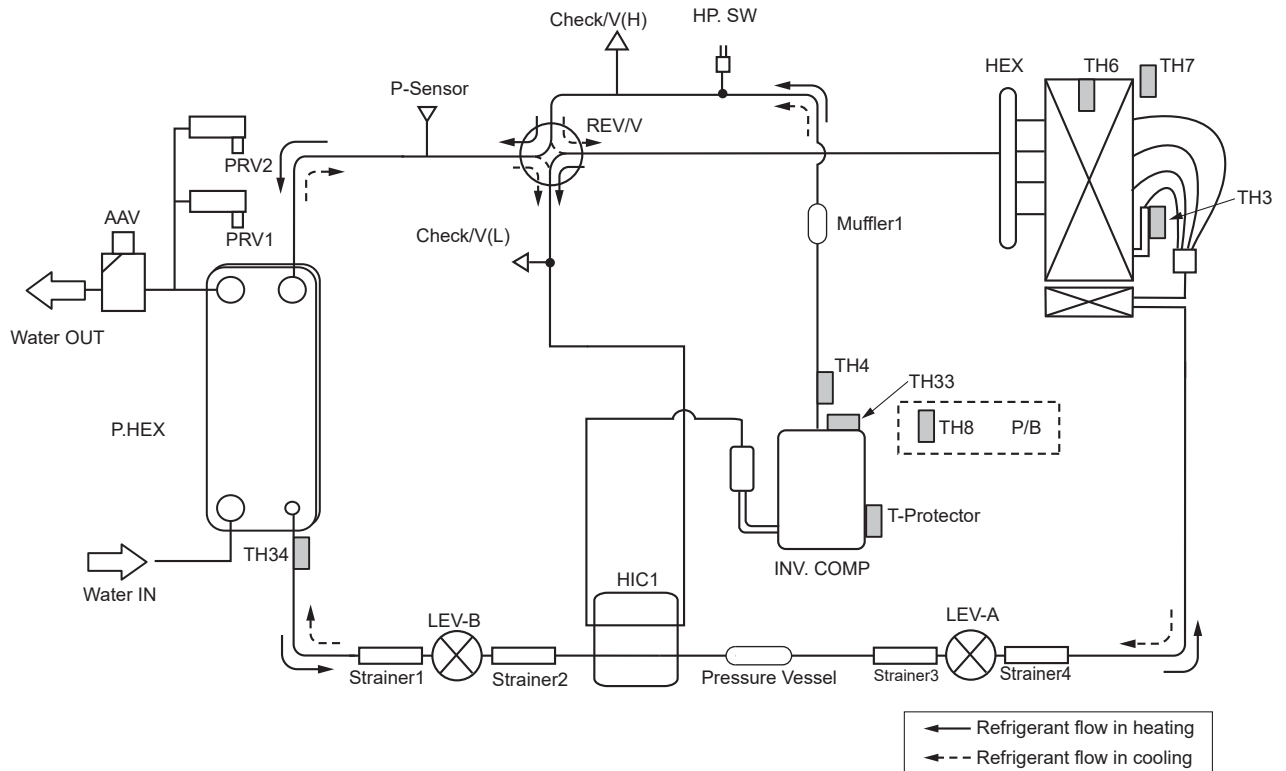 Check/V(H)
HP. SW
P-Sensor
REV/V
HEX
TH6
TH7
PRV2
PRV1
AAV
TH3
Muffler1
Check/V(L)
Water OUT
P.HEX
TH4
TH33
TH8
P/B
T-Protector
INV. COMP
TH34
Water IN
HIC1
LEV-B
LEV-A
Strainer1
Strainer2
Pressure Vessel
Strainer3
Strainer4
Refrigerant flow in heating
Refrigerant flow in cooling